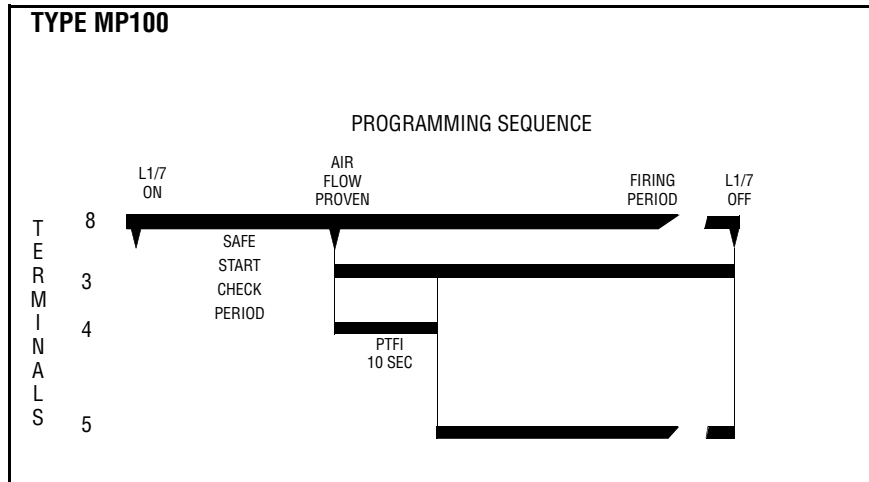 TYPE MP100
PROGRAMMING SEQUENCE
L1/7
ON
AIR
FLOW
PROVEN
FIRING
PERIOD
L1/7
OFF
TERMINALS
8
SAFE
START
CHECK
PERIOD
3
4
PTFI
10 SEC
5